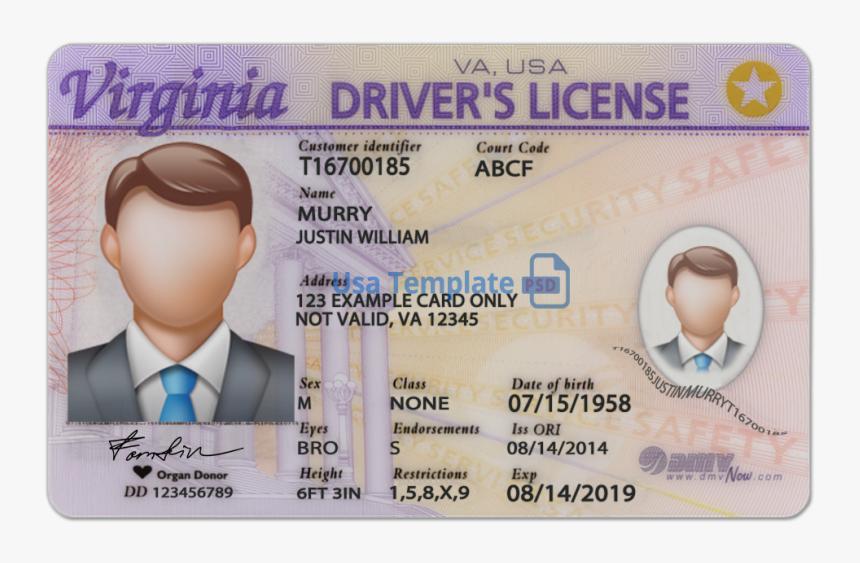 VA, USA
Virginia DRIVER'S LICENSE
Customer identifier Court Code
T16700185 ABCF
Name
MURRY
JUSTIN WILLIAM
Address
Usa Template PSD
123 EXAMPLE CARD ONLY
NOT VALID, VA 12345
Sex Class Date of birth
M NONE 07/15/1958
Eyes Endorsements Iss ORI
BRO S 08/14/2014
Height Restrictions Exp
6FT 3IN 1,5,8,X,9 08/14/2019
Organ Donor
DD 123456789
T16700185JUSTINMURRYT16700185
DMV
www.dmvNow.com
SECURITY SAFETY
SERVICE SECURITY
SAFETY